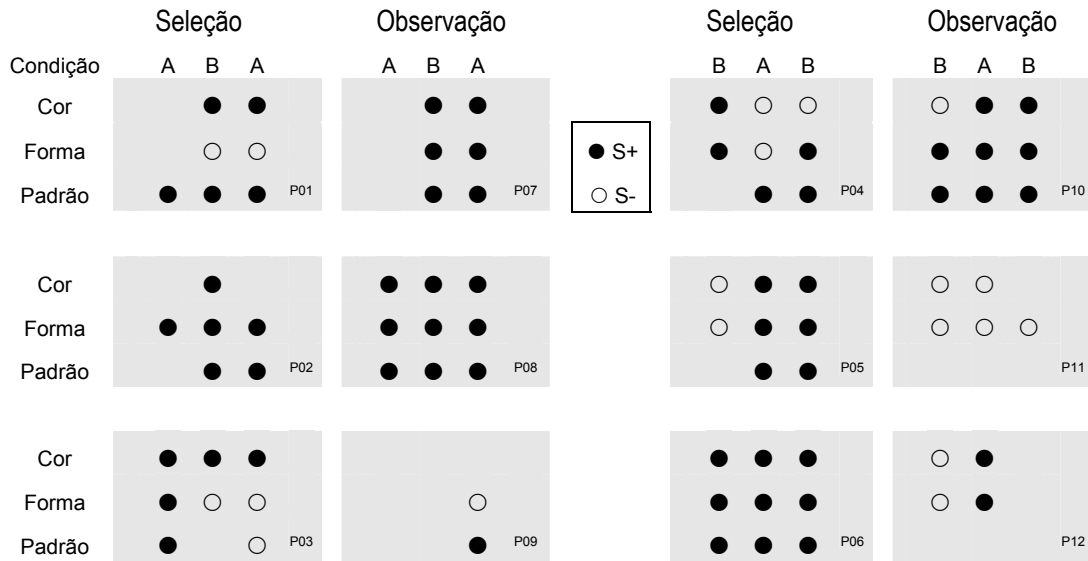 Seleção Observação Seleção Observação
Condição A B A A B A B A B B A B
Cor
Forma ● S+
Padrão P01 P07 ○ S- P04 P10
Cor
Forma
Padrão P02 P08 P05 P11
Cor
Forma
Padrão P03 P09 P06 P12